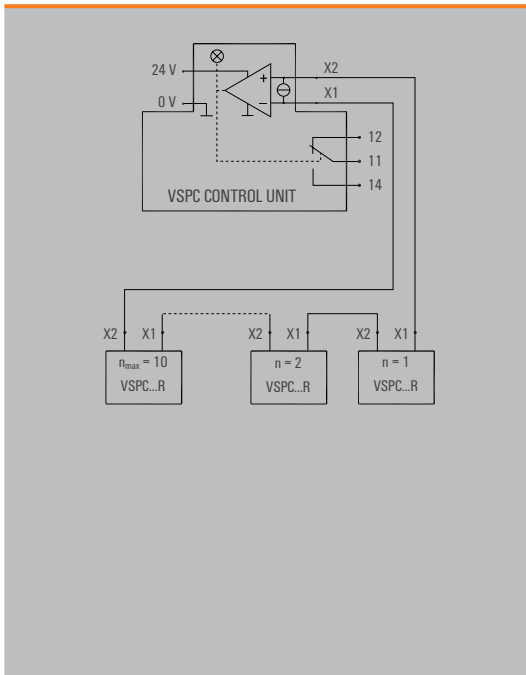 24 V
X2
0 V
X1
12
11
14
VSPC CONTROL UNIT
X2 X1 X2 X1 X2 X1
nmax = 10 n = 2 n = 1
VSPC...R VSPC...R VSPC...R